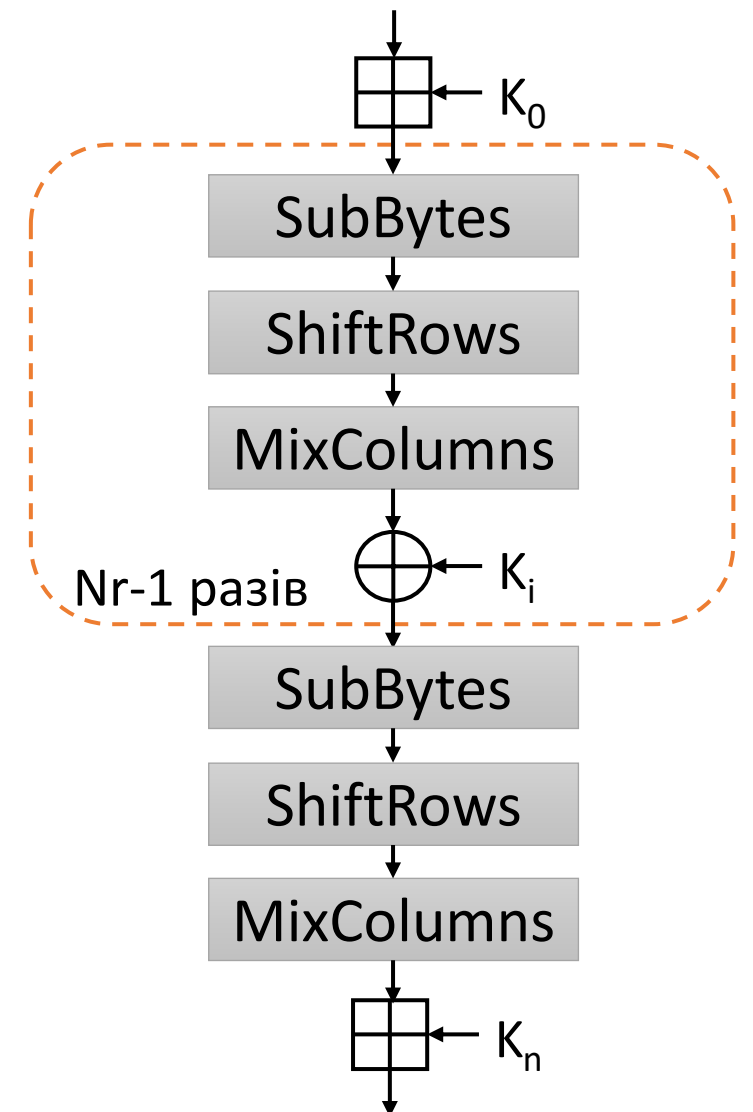 K₀
SubBytes
ShiftRows
MixColumns
Kᵢ
Nr-1 разів
SubBytes
ShiftRows
MixColumns
Kₙ